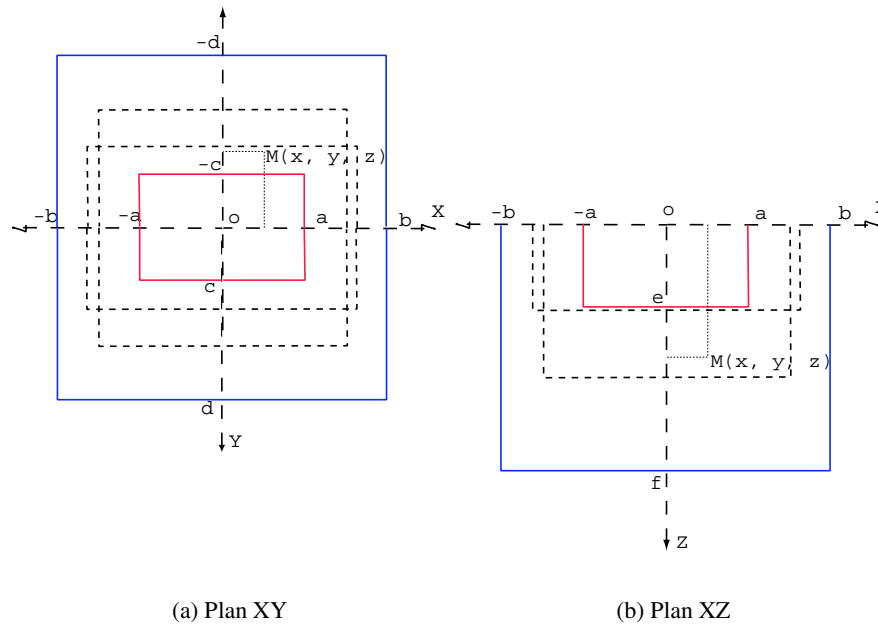 -d
-c
M(x, y, z)
X
-b
-a
o
a
b
c
d
Y
(a) Plan XY
-b
-a
o
a
b
e
M(x, y, z)
f
Z
(b) Plan XZ